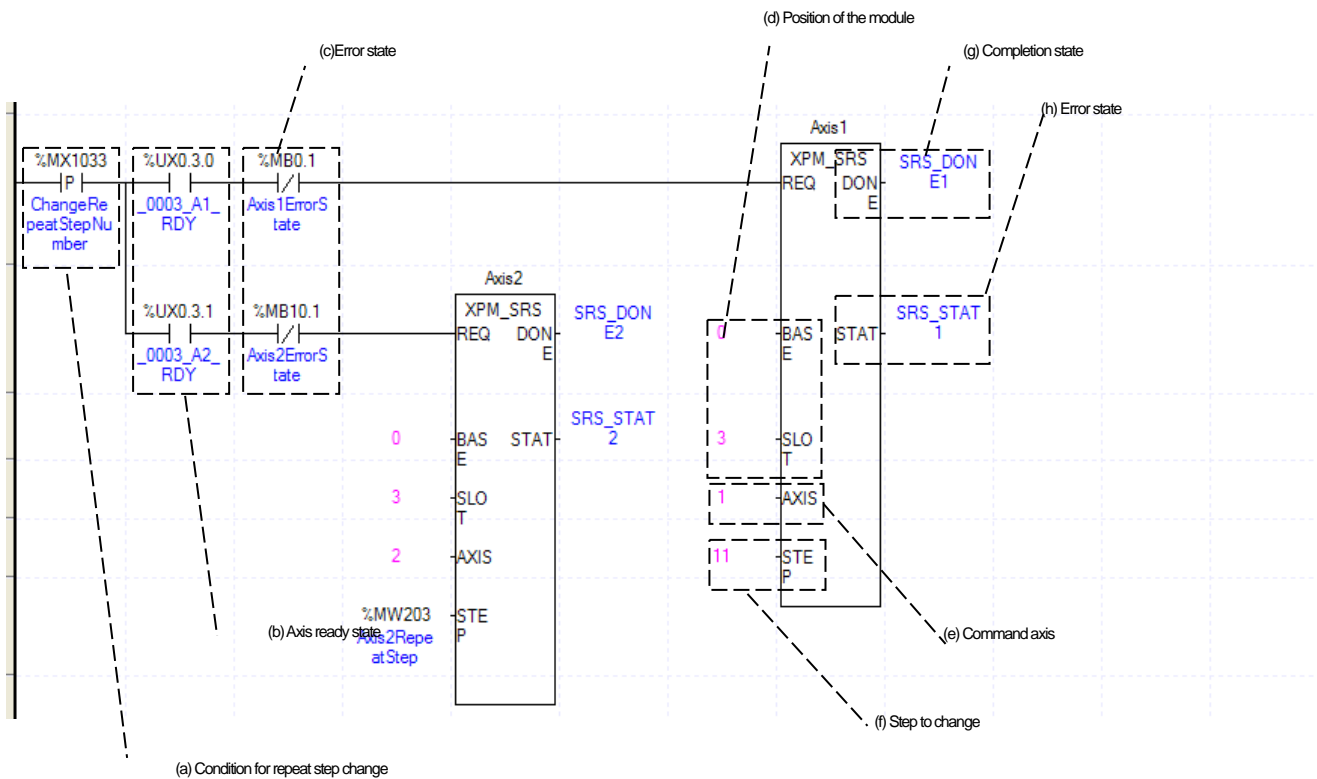 (d) Position of the module
(c)Error state
(g) Completion state
(h) Error state
Axis1
%MX1033
%UX0.3.0
%MB0.1
XPM_SRS
SRS_DON
E1
P
REQ
DON
E
ChangeRe
peatStepNu
mber
_0003_A1_
RDY
Axis1ErrorS
tate
Axis2
%UX0.3.1
%MB10.1
XPM_SRS
REQ
DON
E
SRS_DON
E2
0
BAS
E
STAT
SRS_STAT
1
_0003_A2_
RDY
Axis2ErrorS
tate
0
BAS
E
STAT
SRS_STAT
2
3
SLO
T
3
SLO
T
1
AXIS
2
AXIS
11
STE
P
%MW203
STE
P
Axis2Repe
atStep
(b) Axis ready state
(e) Command axis
(f) Step to change
(a) Condition for repeat step change